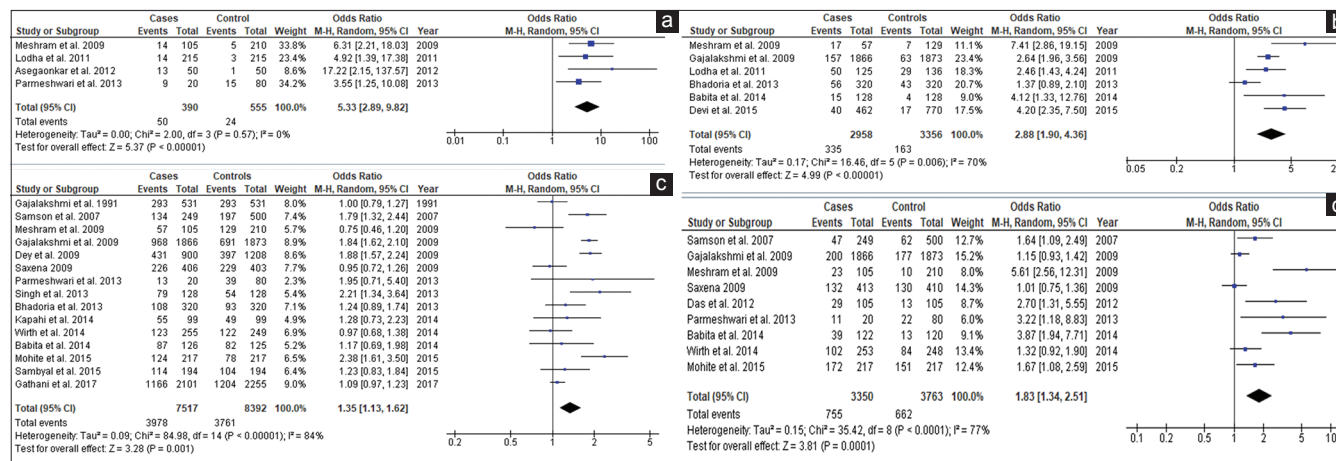 a
Cases Control Odds Ratio Odds Ratio
Study or Subgroup Events Total Events Total Weight M-H, Random, 95% CI Year M-H, Random, 95% CI
Meshram et al. 2009 14 105 5 210 33.8% 6.31 [2.21, 18.03] 2009
Lodha et al. 2011 14 215 3 215 23.4% 4.92 [1.39, 17.38] 2011
Asegaonkar et al. 2012 13 50 1 50 8.6% 17.22 [2.15, 137.57] 2012
Parmeshwari et al. 2013 9 20 15 80 34.2% 3.55 [1.25, 10.08] 2013
Total (95% CI) 390 555 100.0% 5.33 [2.89, 9.82]
Total events 50 24
Heterogeneity: Tau² = 0.00; Chi² = 2.00, df = 3 (P = 0.57); I² = 0%
Test for overall effect: Z = 5.37 (P < 0.00001)
0.01 0.1 1 10 100
b
Cases Controls Odds Ratio Odds Ratio
Study or Subgroup Events Total Events Total Weight M-H, Random, 95% CI Year M-H, Random, 95% CI
Meshram et al. 2009 17 57 7 129 11.1% 7.41 [2.86, 19.15] 2009
Gajalakshmi et al. 2009 157 1866 63 1873 23.0% 2.64 [1.96, 3.56] 2009
Lodha et al. 2011 50 125 29 136 18.9% 2.46 [1.43, 4.24] 2011
Bhadoria et al. 2013 56 320 43 320 20.7% 1.37 [0.89, 2.10] 2013
Babita et al. 2014 15 128 4 128 8.9% 4.12 [1.33, 12.76] 2014
Devi et al. 2015 40 462 17 770 17.5% 4.20 [2.35, 7.50] 2015
Total (95% CI) 2958 3356 100.0% 2.88 [1.90, 4.36]
Total events 335 163
Heterogeneity: Tau² = 0.17; Chi² = 16.46, df = 5 (P = 0.006); I² = 70%
Test for overall effect: Z = 4.99 (P < 0.00001)
0.05 0.2 1 5 2
c
Cases Controls Odds Ratio Odds Ratio
Study or Subgroup Events Total Events Total Weight M-H, Random, 95% CI Year M-H, Random, 95% CI
Gajalakshmi et al. 1991 293 531 293 531 8.0% 1.00 [0.79, 1.27] 1991
Samson et al. 2007 134 249 197 500 7.4% 1.79 [1.32, 2.44] 2007
Meshram et al. 2009 57 105 129 210 5.7% 0.75 [0.46, 1.20] 2009
Gajalakshmi et al. 2009 968 1866 691 1873 9.0% 1.84 [1.62, 2.10] 2009
Dey et al. 2009 431 900 397 1208 8.6% 1.88 [1.57, 2.24] 2009
Saxena 2009 226 406 229 403 7.7% 0.95 [0.72, 1.26] 2009
Parmeshwari et al. 2013 13 20 39 80 2.5% 1.95 [0.71, 5.40] 2013
Singh et al. 2013 79 128 54 128 5.5% 2.21 [1.34, 3.64] 2013
Bhadoria et al. 2013 108 320 93 320 7.2% 1.24 [0.89, 1.74] 2013
Kapahi et al. 2014 55 99 49 99 5.0% 1.28 [0.73, 2.23] 2014
Wirth et al. 2014 123 255 122 249 7.0% 0.97 [0.68, 1.38] 2014
Babita et al. 2014 87 126 82 125 5.2% 1.17 [0.69, 1.98] 2014
Mohite et al. 2015 124 217 78 217 6.5% 2.38 [1.61, 3.50] 2015
Sambyal et al. 2015 114 194 104 194 6.3% 1.23 [0.83, 1.84] 2015
Gathani et al. 2017 1166 2101 1204 2255 9.1% 1.09 [0.97, 1.23] 2017
Total (95% CI) 7517 8392 100.0% 1.35 [1.13, 1.62]
Total events 3978 3761
Heterogeneity: Tau² = 0.09; Chi² = 84.98, df = 14 (P < 0.00001); I² = 84%
Test for overall effect: Z = 3.28 (P = 0.001)
0.2 0.5 1 2 5
Cases Control Odds Ratio Odds Ratio
Study or Subgroup Events Total Events Total Weight M-H, Random, 95% CI Year M-H, Random, 95% CI
Samson et al. 2007 47 249 62 500 12.7% 1.64 [1.09, 2.49] 2007
Gajalakshmi et al. 2009 200 1866 177 1873 15.2% 1.15 [0.93, 1.42] 2009
Meshram et al. 2009 23 105 10 210 7.9% 5.61 [2.56, 12.31] 2009
Saxena 2009 132 413 130 410 14.3% 1.01 [0.75, 1.36] 2009
Das et al. 2012 29 105 13 105 8.6% 2.70 [1.31, 5.55] 2012
Parmeshwari et al. 2013 11 20 22 80 6.3% 3.22 [1.18, 8.83] 2013
Babita et al. 2014 39 122 13 120 9.1% 3.87 [1.94, 7.71] 2014
Wirth et al. 2014 102 253 84 248 13.4% 1.32 [0.92, 1.90] 2014
Mohite et al. 2015 172 217 151 217 12.4% 1.67 [1.08, 2.59] 2015
Total (95% CI) 3350 3763 100.0% 1.83 [1.34, 2.51]
Total events 755 662
Heterogeneity: Tau² = 0.15; Chi² = 35.42, df = 8 (P < 0.0001); I² = 77%
Test for overall effect: Z = 3.81 (P = 0.0001)
0.1 0.2 0.5 1 2 5 10